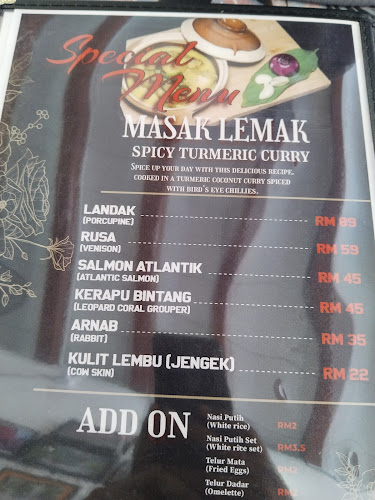 Special
Menu
MASAK LEMAK
SPICY TURMERIC CURRY
SPICE UP YOUR DAY WITH THIS DELICIOUS RECIPE,
COOKED IN A TURMERIC COCONUT CURRY SPICED
WITH BIRD'S EYE CHILLIES.
LANDAK RM 89
(PORCUPINE)
RUSA RM 59
(VENISON)
SALMON ATLANTIK RM 45
(ATLANTIC SALMON)
KERAPU BINTANG RM 45
(LEOPARD CORAL GROUPER)
ARNAB RM 35
(RABBIT)
KULIT LEMBU (JENGEK) RM 22
(COW SKIN)
ADD ON
Nasi Putih
(White rice) RM2
Nasi Putih Set
(White rice set) RM3.5
Telur Mata
(Fried Eggs) RM2
Telur Dadar
(Omelette)